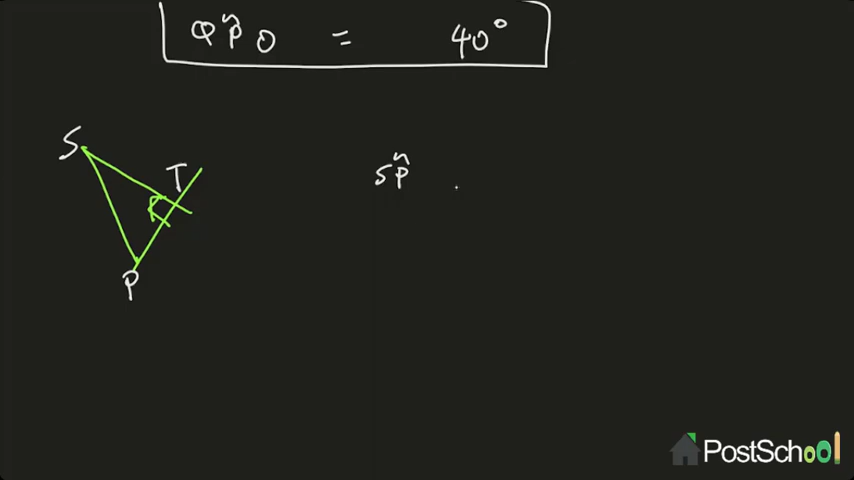 QP̂O = 40°
S
T
SP̂
P
PostSchool